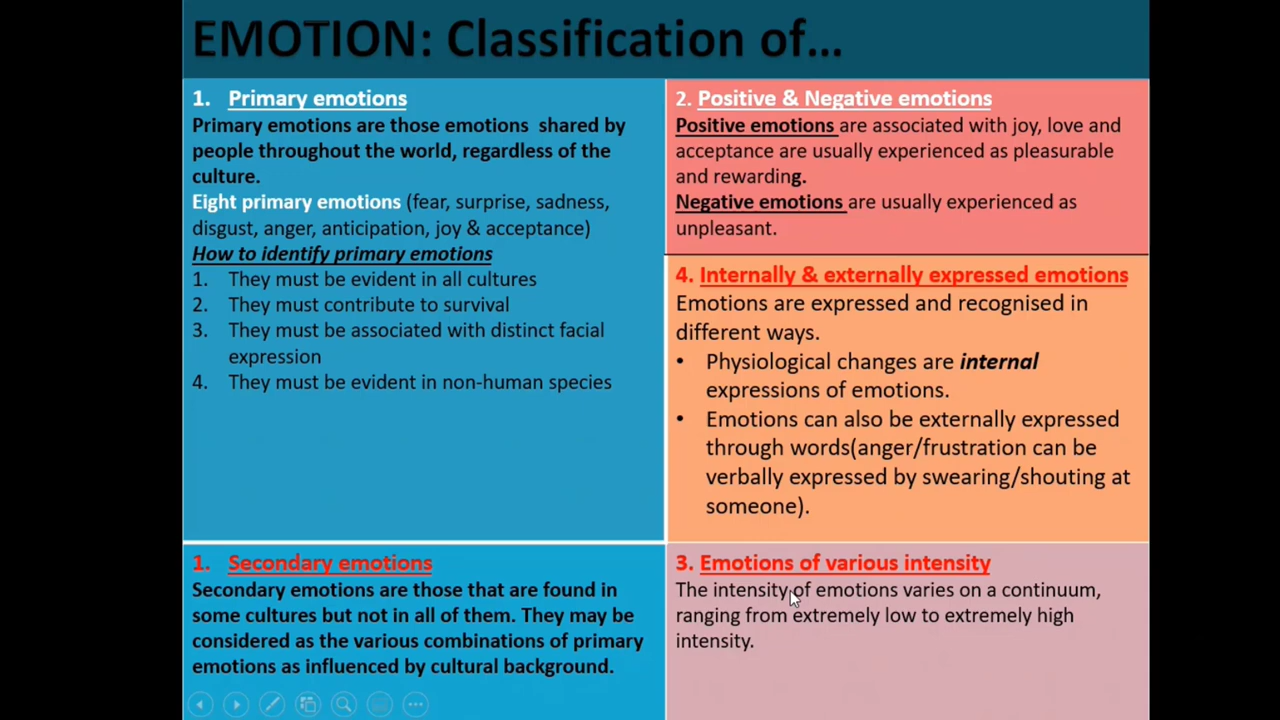 EMOTION: Classification of...
1. Primary emotions
Primary emotions are those emotions shared by
people throughout the world, regardless of the
culture.
Eight primary emotions (fear, surprise, sadness,
disgust, anger, anticipation, joy & acceptance)
How to identify primary emotions
1. They must be evident in all cultures
2. They must contribute to survival
3. They must be associated with distinct facial
expression
4. They must be evident in non-human species
1. Secondary emotions
Secondary emotions are those that are found in
some cultures but not in all of them. They may be
considered as the various combinations of primary
emotions as influenced by cultural background.
2. Positive & Negative emotions
Positive emotions are associated with joy, love and
acceptance are usually experienced as pleasurable
and rewarding.
Negative emotions are usually experienced as
unpleasant.
4. Internally & externally expressed emotions
Emotions are expressed and recognised in
different ways.
• Physiological changes are internal
expressions of emotions.
• Emotions can also be externally expressed
through words(anger/frustration can be
verbally expressed by swearing/shouting at
someone).
3. Emotions of various intensity
The intensity of emotions varies on a continuum,
ranging from extremely low to extremely high
intensity.